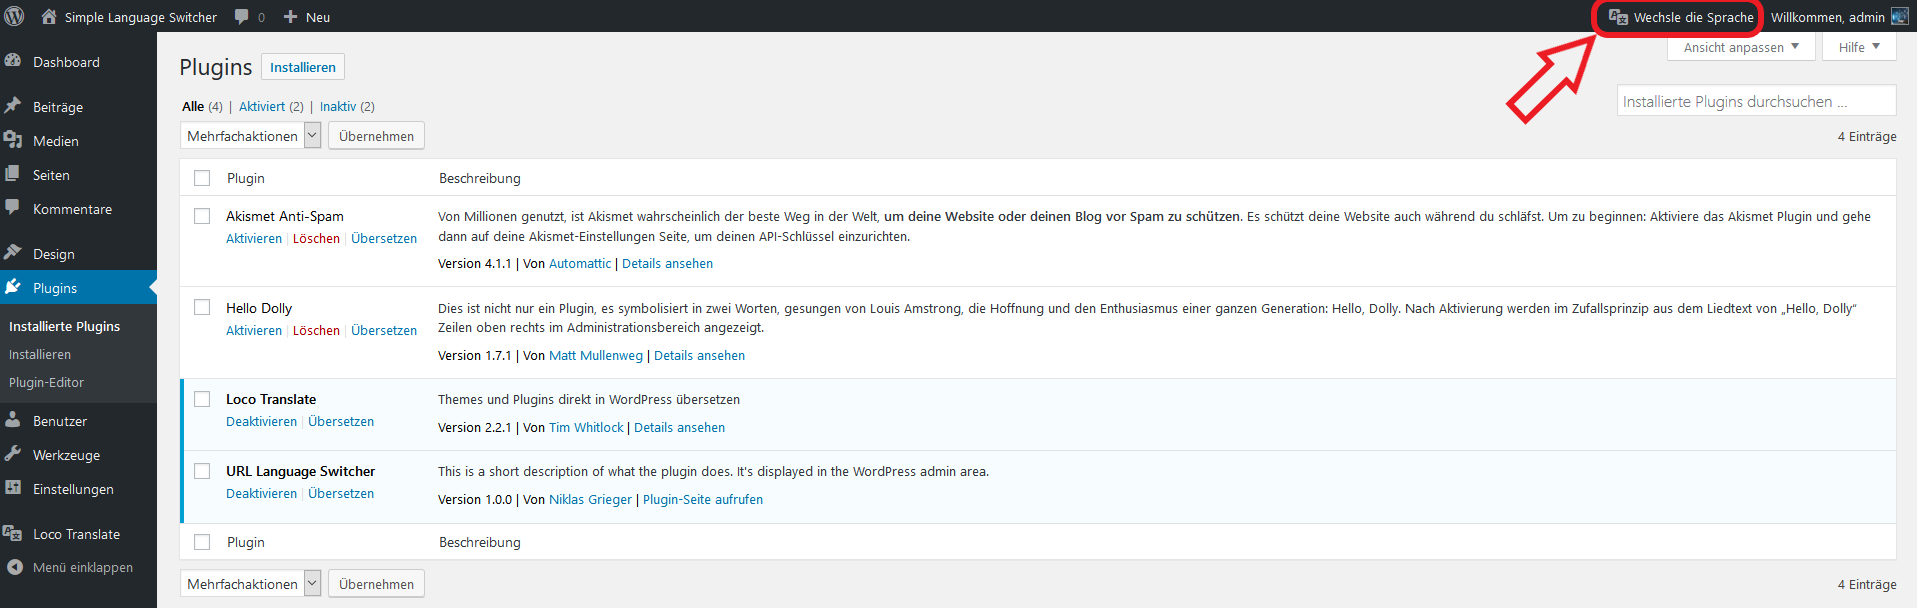 Simple Language Switcher 0 Neu Wechsle die Sprache Willkommen, admin
Ansicht anpassen Hilfe
Dashboard
Beiträge
Medien
Seiten
Kommentare
Design
Plugins
Installierte Plugins
Installieren
Plugin-Editor
Benutzer
Werkzeuge
Einstellungen
Loco Translate
Menü einklappen
Plugins Installieren
Alle (4) | Aktiviert (2) | Inaktiv (2)
Installierte Plugins durchsuchen ...
Mehrfachaktionen Übernehmen
4 Einträge
Plugin Beschreibung
Akismet Anti-Spam
Aktivieren | Löschen | Übersetzen
Von Millionen genutzt, ist Akismet wahrscheinlich der beste Weg in der Welt, um deine Website oder deinen Blog vor Spam zu schützen. Es schützt deine Website auch während du schläfst. Um zu beginnen: Aktiviere das Akismet Plugin und gehe
dann auf deine Akismet-Einstellungen Seite, um deinen API-Schlüssel einzurichten.
Version 4.1.1 | Von Automattic | Details ansehen
Hello Dolly
Aktivieren | Löschen | Übersetzen
Dies ist nicht nur ein Plugin, es symbolisiert in zwei Worten, gesungen von Louis Amstrong, die Hoffnung und den Enthusiasmus einer ganzen Generation: Hello, Dolly. Nach Aktivierung werden im Zufallsprinzip aus dem Liedtext von „Hello, Dolly“
Zeilen oben rechts im Administrationsbereich angezeigt.
Version 1.7.1 | Von Matt Mullenweg | Details ansehen
Loco Translate
Deaktivieren | Übersetzen
Themes und Plugins direkt in WordPress übersetzen
Version 2.2.1 | Von Tim Whitlock | Details ansehen
URL Language Switcher
Deaktivieren | Übersetzen
This is a short description of what the plugin does. It's displayed in the WordPress admin area.
Version 1.0.0 | Von Niklas Grieger | Plugin-Seite aufrufen
Plugin Beschreibung
Mehrfachaktionen Übernehmen
4 Einträge